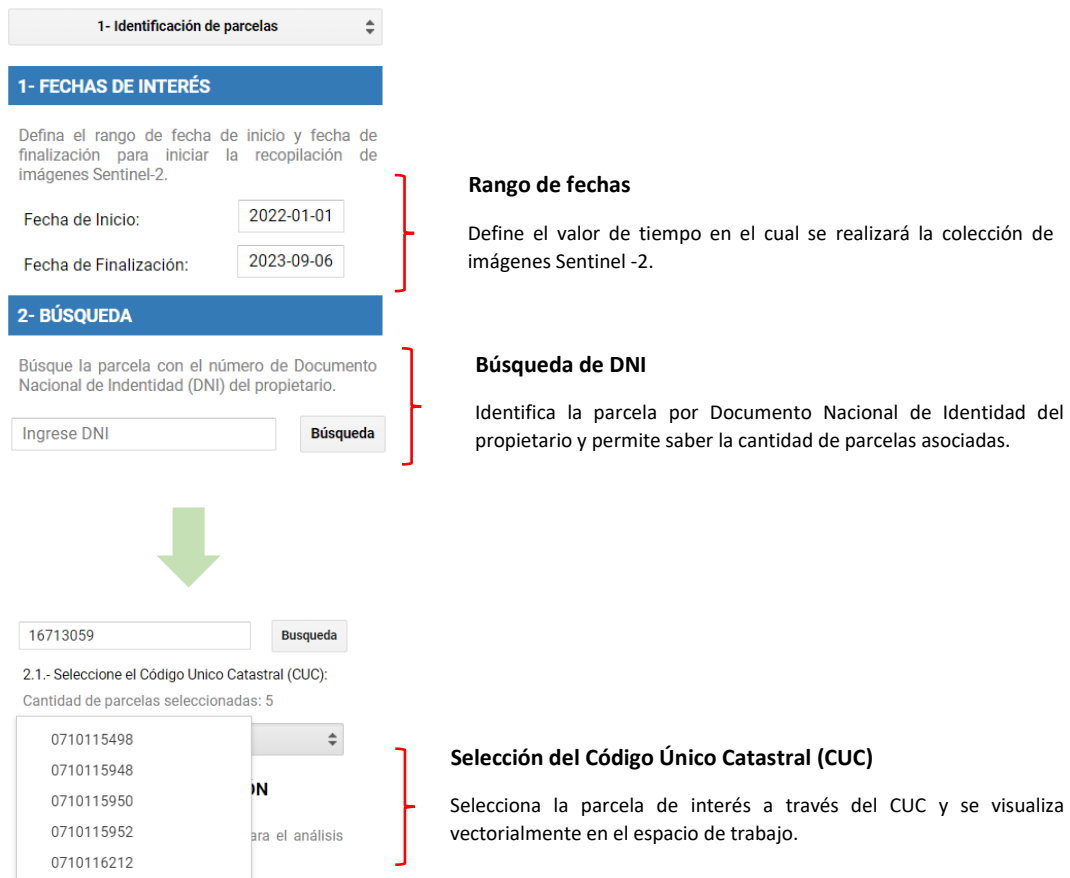 1- Identificación de parcelas
1- FECHAS DE INTERÉS
Defina el rango de fecha de inicio y fecha de
finalización para iniciar la recopilación de
imágenes Sentinel-2.
Fecha de Inicio: 2022-01-01
Fecha de Finalización: 2023-09-06
Rango de fechas
Define el valor de tiempo en el cual se realizará la colección de
imágenes Sentinel -2.
2- BÚSQUEDA
Búsque la parcela con el número de Documento
Nacional de Indentidad (DNI) del propietario.
Ingrese DNI Búsqueda
Búsqueda de DNI
Identifica la parcela por Documento Nacional de Identidad del
propietario y permite saber la cantidad de parcelas asociadas.
16713059 Busqueda
2.1.- Seleccione el Código Unico Catastral (CUC):
Cantidad de parcelas seleccionadas: 5
0710115498
0710115948
0710115950
0710115952
0710116212
ÓN
ara el análisis
Selección del Código Único Catastral (CUC)
Selecciona la parcela de interés a través del CUC y se visualiza
vectorialmente en el espacio de trabajo.